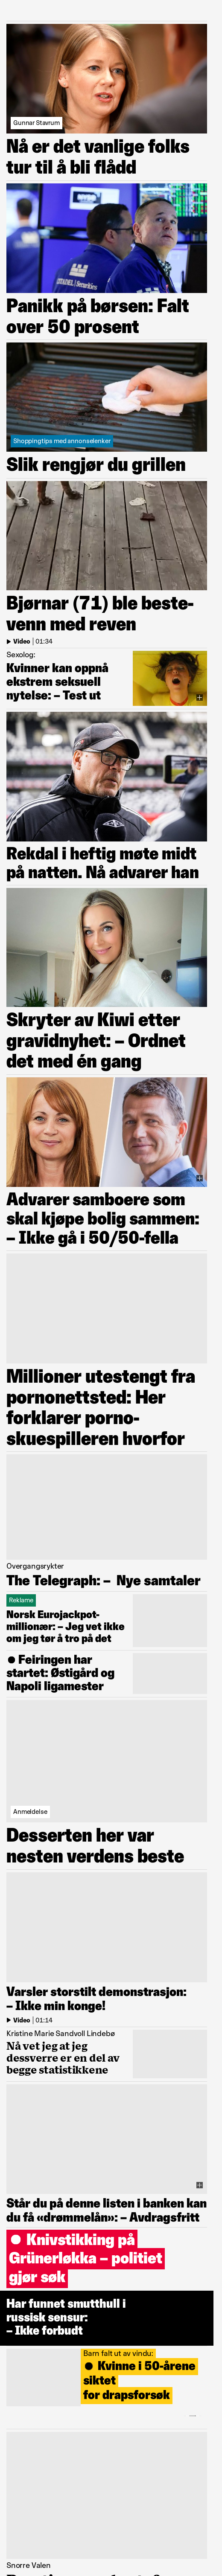 Gunnar Stavrum
Nå er det vanlige folks
tur til å bli flådd
Panikk på børsen: Falt
over 50 prosent
Shoppingtips med annonselenker
Slik rengjør du grillen
Bjørnar (71) ble beste-
venn med reven
Video | 01:34
Sexolog:
Kvinner kan oppnå
ekstrem seksuell
nytelse: – Test ut
Rekdal i heftig møte midt
på natten. Nå advarer han
Skryter av Kiwi etter
gravidnyhet: – Ordnet
det med én gang
Advarer samboere som
skal kjøpe bolig sammen:
– Ikke gå i 50/50-fella
Millioner utestengt fra
pornonettsted: Her
forklarer porno-
skuespilleren hvorfor
Overgangsrykter
The Telegraph: – Nye samtaler
Reklame
Norsk Eurojackpot-
millionær: – Jeg vet ikke
om jeg tør å tro på det
● Feiringen har
startet: Østigård og
Napoli ligamester
Anmeldelse
Desserten her var
nesten verdens beste
Varsler storstilt demonstrasjon:
– Ikke min konge!
Video | 01:14
Kristine Marie Sandvoll Lindebø
Nå vet jeg at jeg
dessverre er en del av
begge statistikkene
Står du på denne listen i banken kan
du få «drømmelån»: – Avdragsfritt
● Knivstikking på
Grünerløkka – politiet
gjør søk
Har funnet smutthull i
russisk sensur:
– Ikke forbudt
Barn falt ut av vindu:
● Kvinne i 50-årene
siktet
for drapsforsøk
Snorre Valen